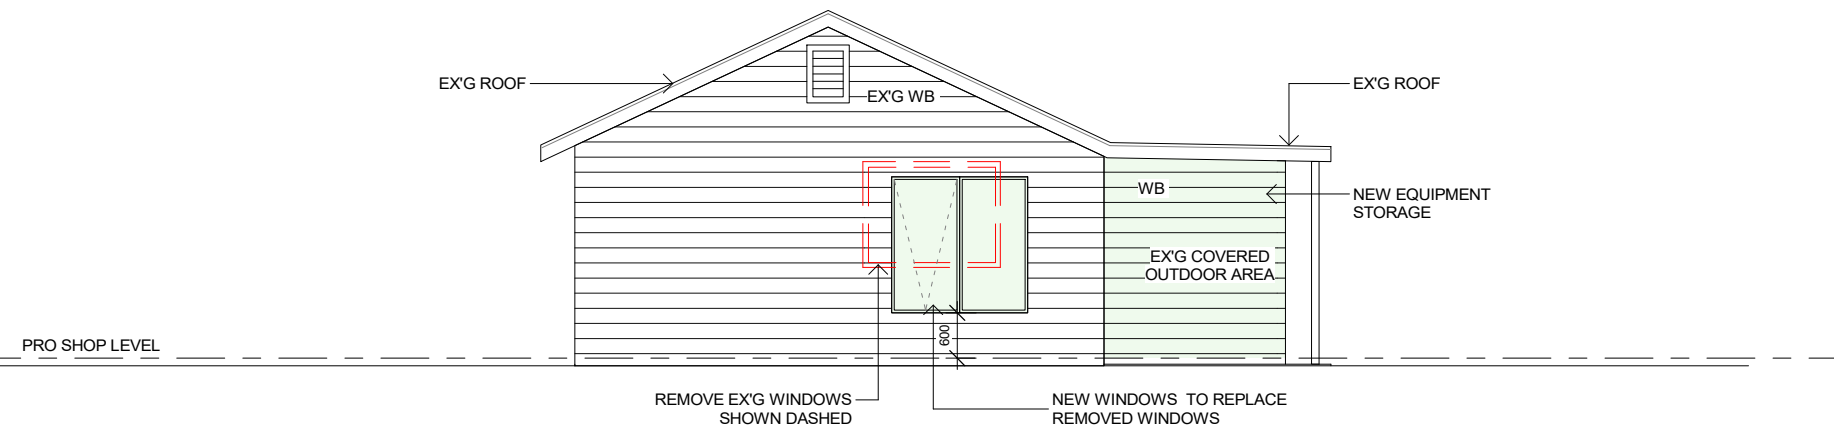 EX'G ROOF
EX'G WB
EX'G ROOF
WB
NEW EQUIPMENT
STORAGE
EX'G COVERED
OUTDOOR AREA
600
PRO SHOP LEVEL
REMOVE EX'G WINDOWS
SHOWN DASHED
NEW WINDOWS TO REPLACE
REMOVED WINDOWS